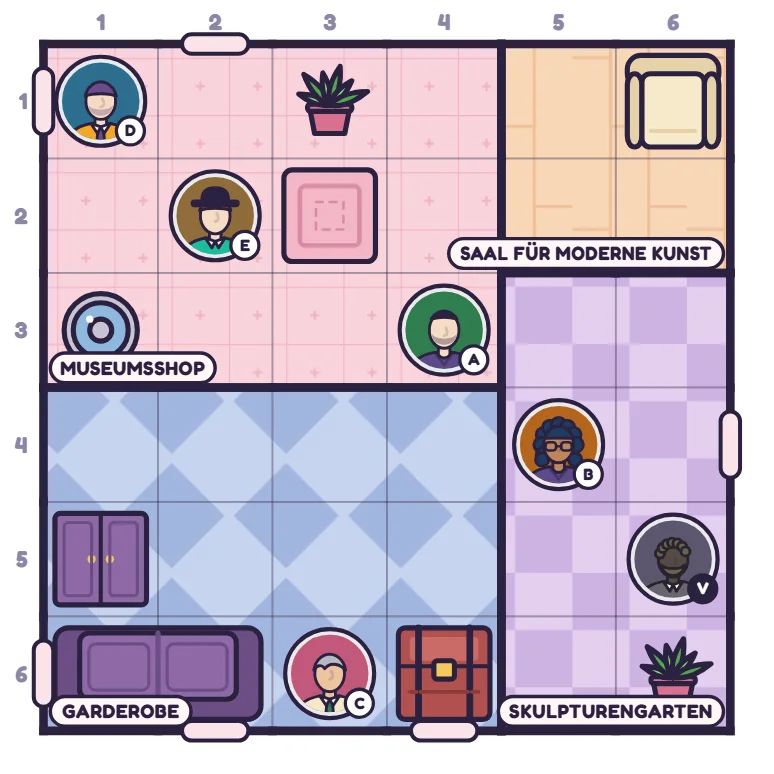 1 2 3 4 5 6
1
D
2
E
SAAL FÜR MODERNE KUNST
3
A
MUSEUMSSHOP
4
B
5
V
6
C
GARDEROBE
SKULPTURENGARTEN